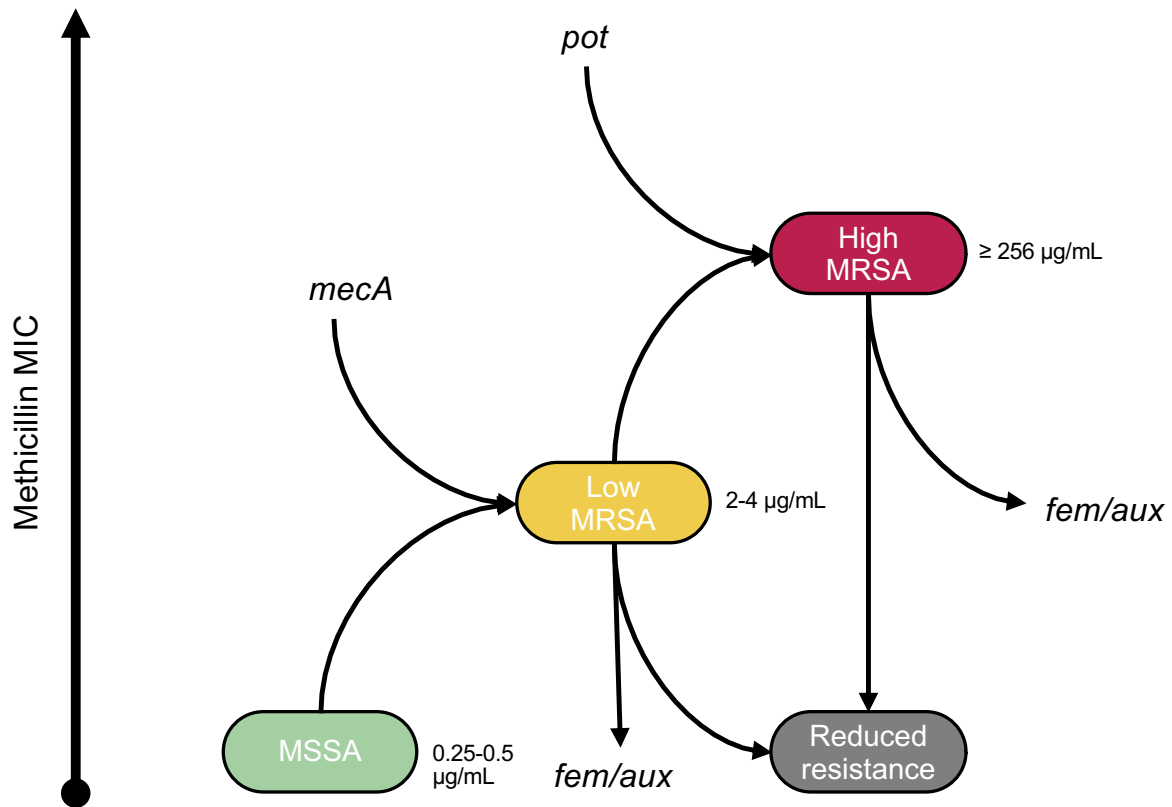 pot
High
MRSA
≥ 256 µg/mL
mecA
Methicillin MIC
Low
MRSA
2-4 µg/mL
fem/aux
MSSA
0.25-0.5
µg/mL
fem/aux
Reduced
resistance